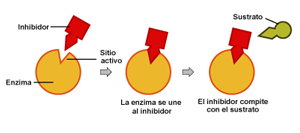 Inhibidor
Sustrato
Sitio
activo
Enzima
La enzima se une
al inhibidor
El inhibidor compite
con el sustrato